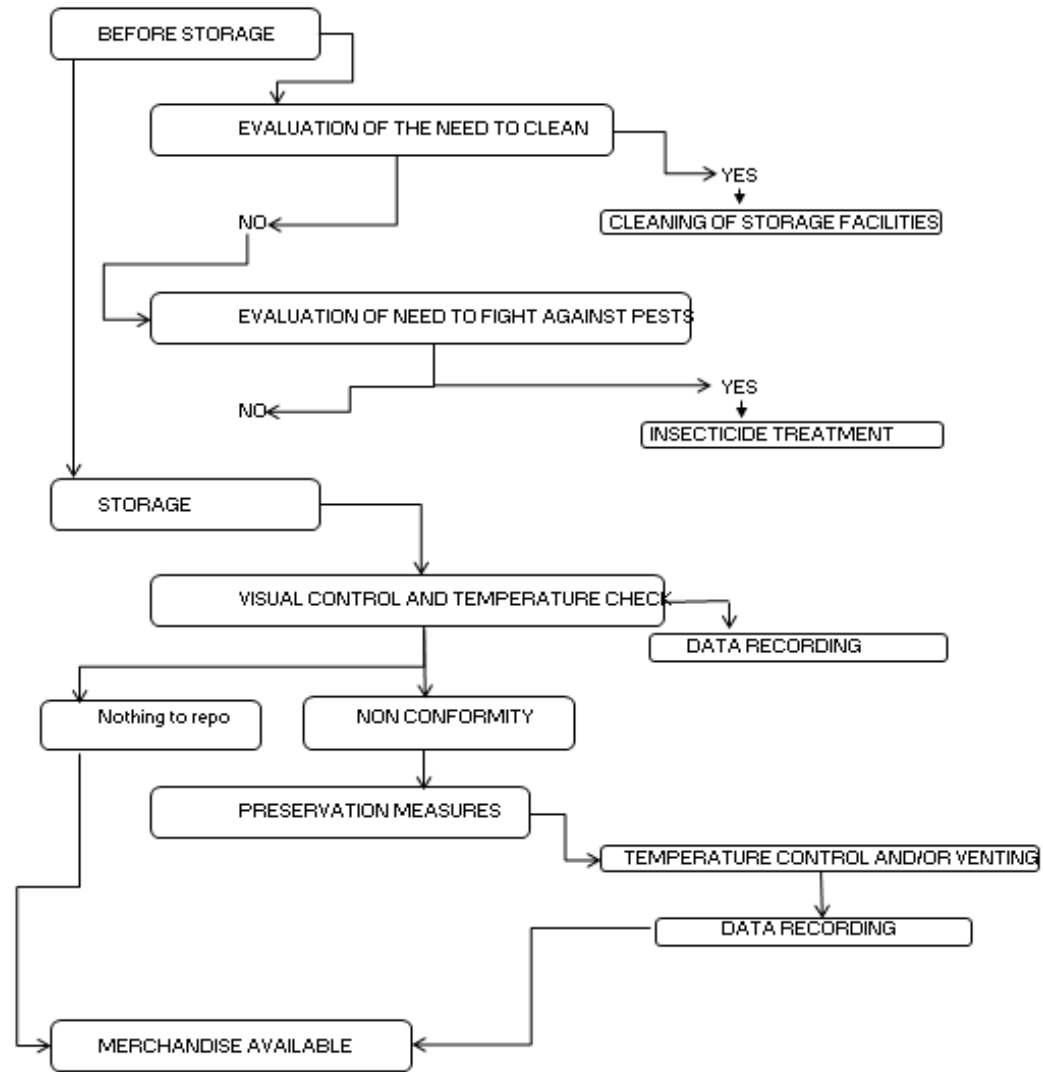 BEFORE STORAGE
EVALUATION OF THE NEED TO CLEAN
YES
CLEANING OF STORAGE FACILITIES
NO
EVALUATION OF NEED TO FIGHT AGAINST PESTS
YES
NO
INSECTICIDE TREATMENT
STORAGE
VISUAL CONTROL AND TEMPERATURE CHECK
DATA RECORDING
Nothing to repo
NON CONFORMITY
PRESERVATION MEASURES
TEMPERATURE CONTROL AND/OR VENTING
DATA RECORDING
MERCHANDISE AVAILABLE